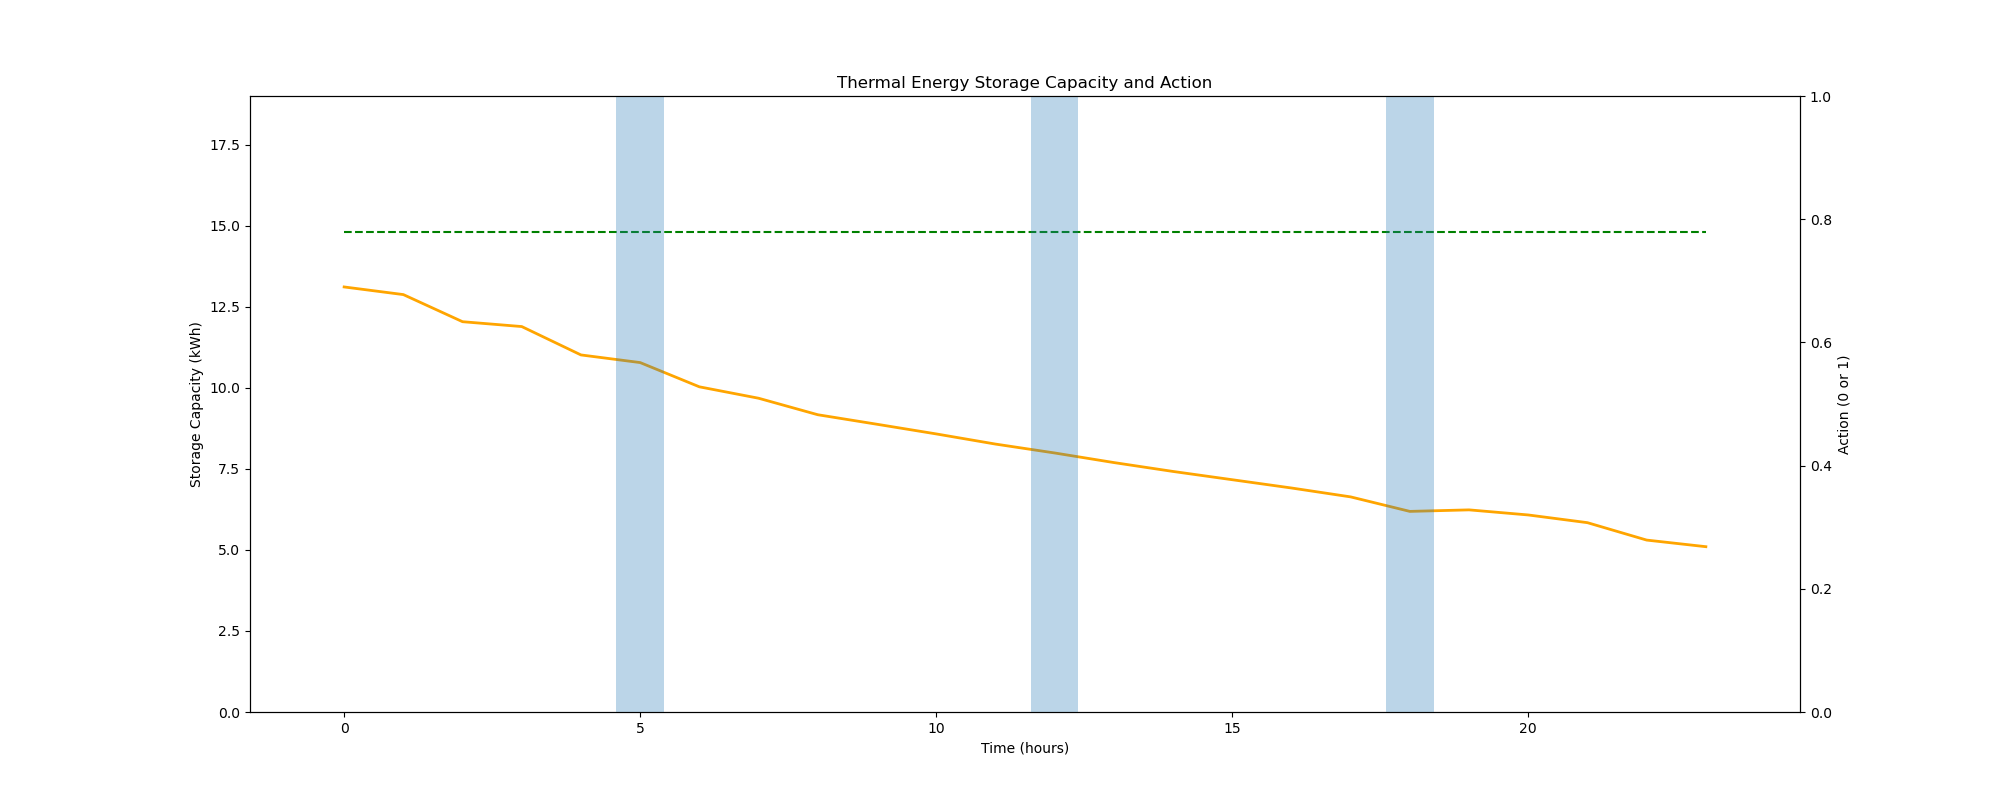 Thermal Energy Storage Capacity and Action
17.5
15.0
12.5
10.0
7.5
5.0
2.5
0.0
Storage Capacity (kWh)
1.0
0.8
0.6
0.4
0.2
0.0
Action (0 or 1)
0 5 10 15 20
Time (hours)